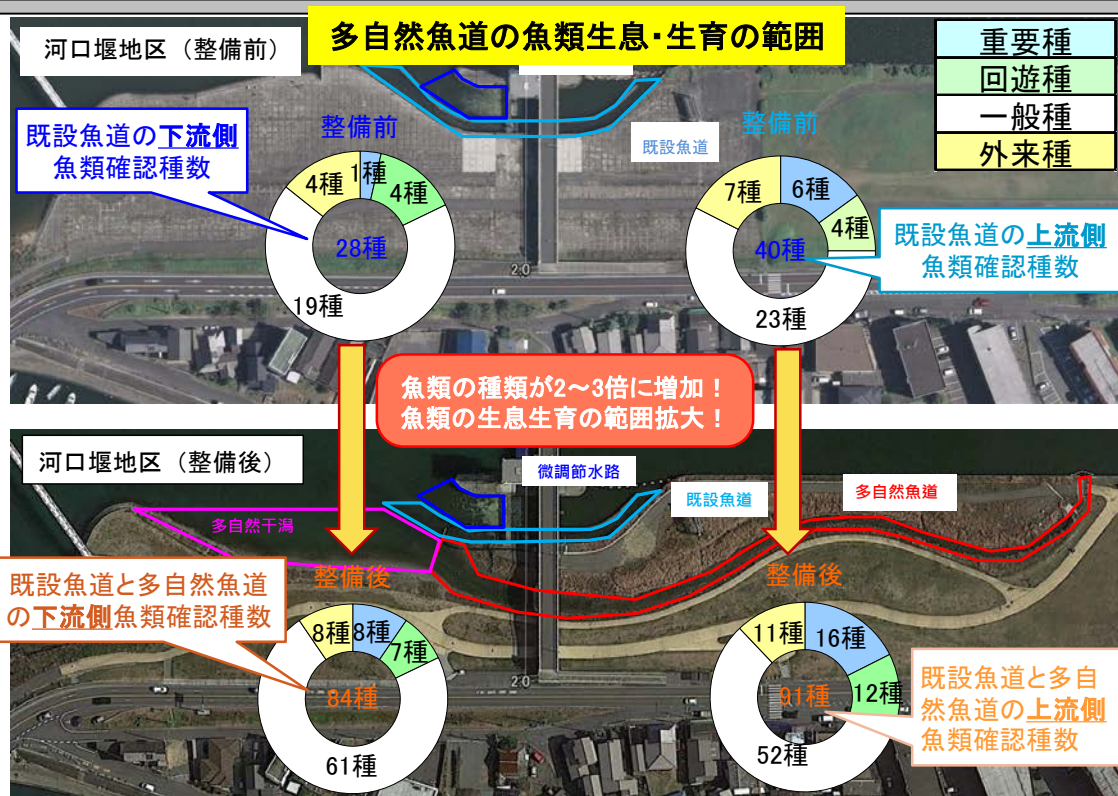 多自然魚道の魚類生息・生育の範囲
河口堰地区（整備前）
重要種
回遊種
一般種
外来種
既設魚道の下流側
魚類確認種数
整備前
1種
4種
19種
4種
28種
既設魚道
整備前
6種
4種
23種
7種
40種
既設魚道の上流側
魚類確認種数
2.0
魚類の種類が2～3倍に増加！
魚類の生息生育の範囲拡大！
河口堰地区（整備後）
微調節水路
既設魚道
多自然魚道
多自然干潟
既設魚道と多自然魚道
の下流側魚類確認種数
整備後
8種
7種
61種
8種
84種
2.0
整備後
16種
12種
52種
11種
91種
既設魚道と多自
然魚道の上流側
魚類確認種数